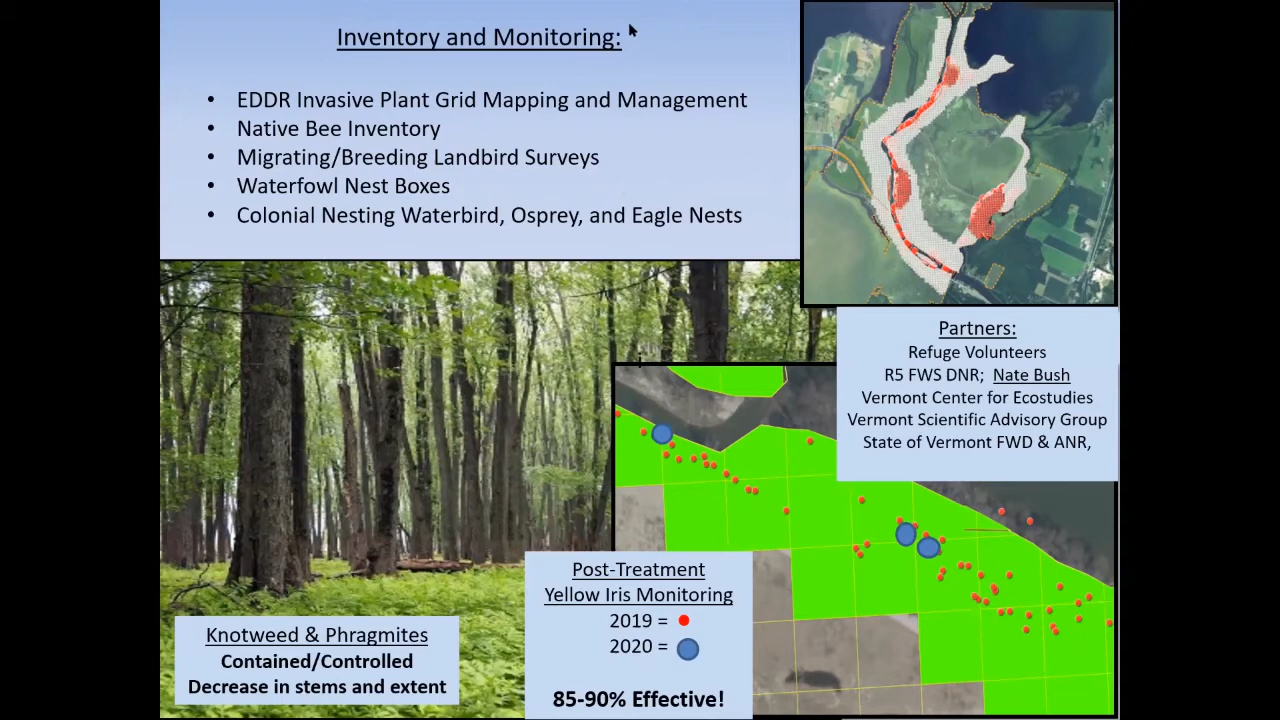 Inventory and Monitoring:
• EDDR Invasive Plant Grid Mapping and Management
• Native Bee Inventory
• Migrating/Breeding Landbird Surveys
• Waterfowl Nest Boxes
• Colonial Nesting Waterbird, Osprey, and Eagle Nests
Partners:
Refuge Volunteers
R5 FWS DNR; Nate Bush
Vermont Center for Ecostudies
Vermont Scientific Advisory Group
State of Vermont FWD & ANR,
Post-Treatment
Yellow Iris Monitoring
2019 =
2020 =
85-90% Effective!
Knotweed & Phragmites
Contained/Controlled
Decrease in stems and extent